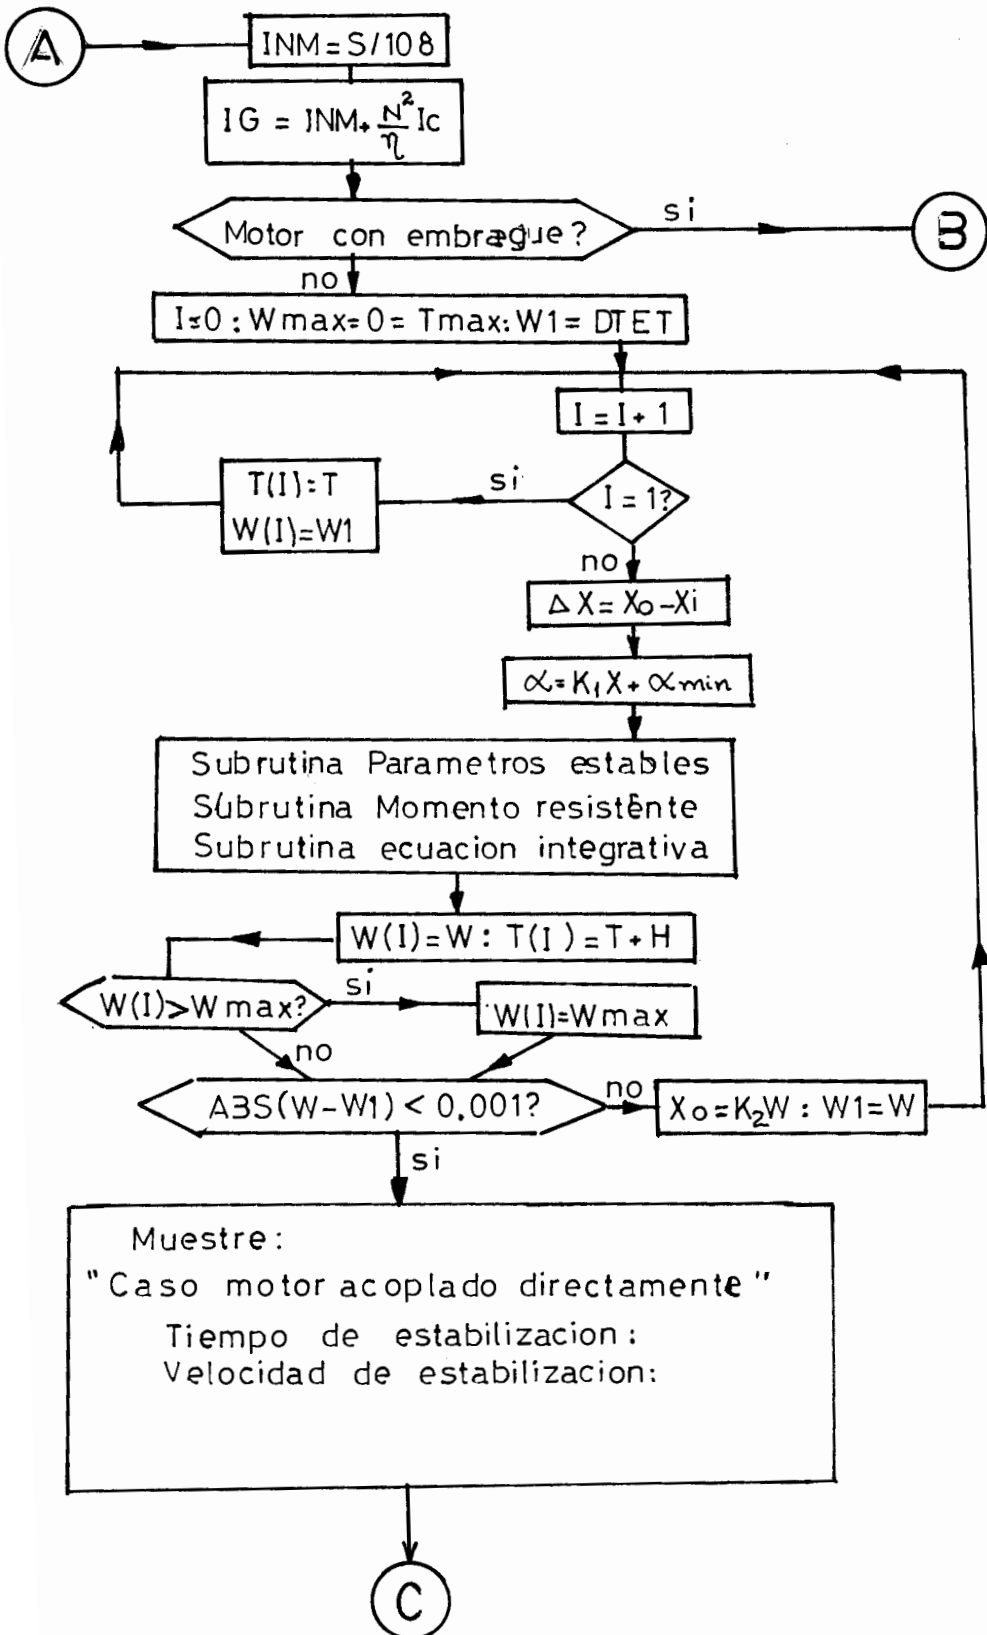 A
INM=S/108
IG = INM+ N²/η Ic
Motor con embrague?
si
B
no
I=0 : Wmax=0= Tmax: W1= DTET
I = I + 1
T(I)=T
W(I)=W1
si
I = 1?
no
Δ X= Xo-Xi
α=K1X+ αmin
Subrutina Parametros estables
Subrutina Momento resistente
Subrutina ecuacion integrativa
W(I)=W : T(I)=T+H
W(I)>Wmax?
si
W(I)=Wmax
no
ABS(W-W1) < 0.001?
no
Xo=K2W : W1=W
si
Muestre:
"Caso motor acoplado directamente"
Tiempo de estabilizacion:
Velocidad de estabilizacion:
C